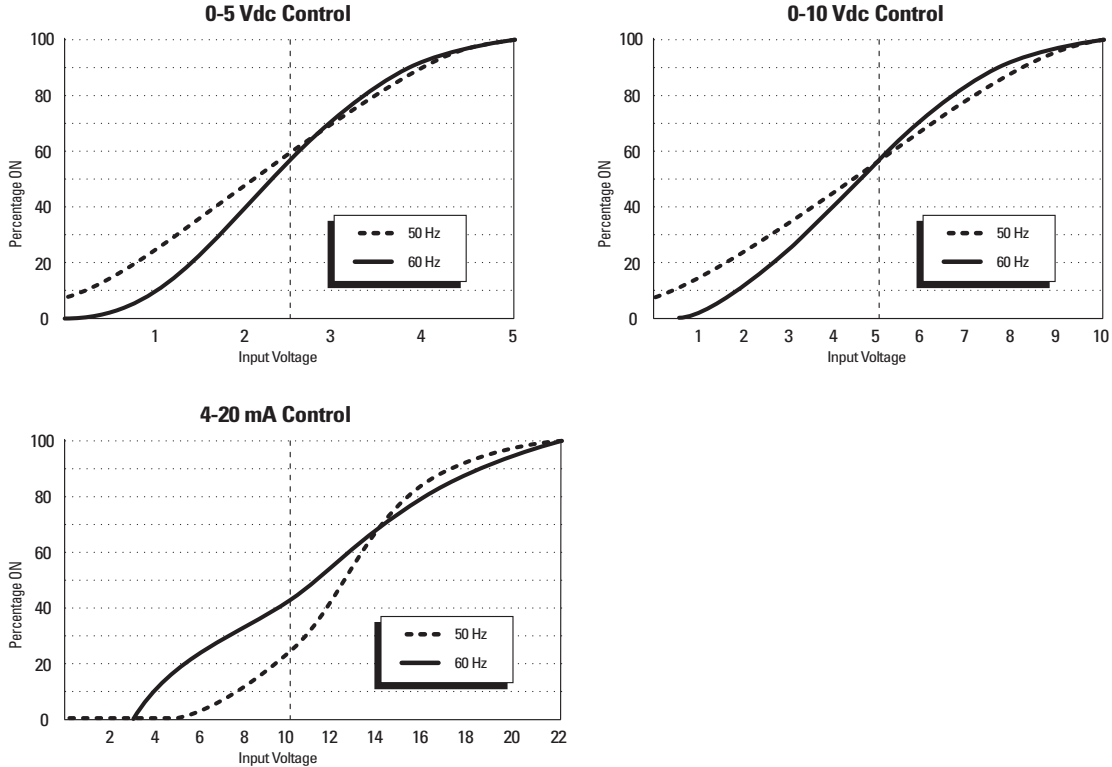 0-5 Vdc Control
100
80
60
40
20
0
Percentage ON
50 Hz
60 Hz
1 2 3 4 5
Input Voltage
0-10 Vdc Control
100
80
60
40
20
0
Percentage ON
50 Hz
60 Hz
1 2 3 4 5 6 7 8 9 10
Input Voltage
4-20 mA Control
100
80
60
40
20
0
Percentage ON
50 Hz
60 Hz
2 4 6 8 10 12 14 16 18 20 22
Input Voltage